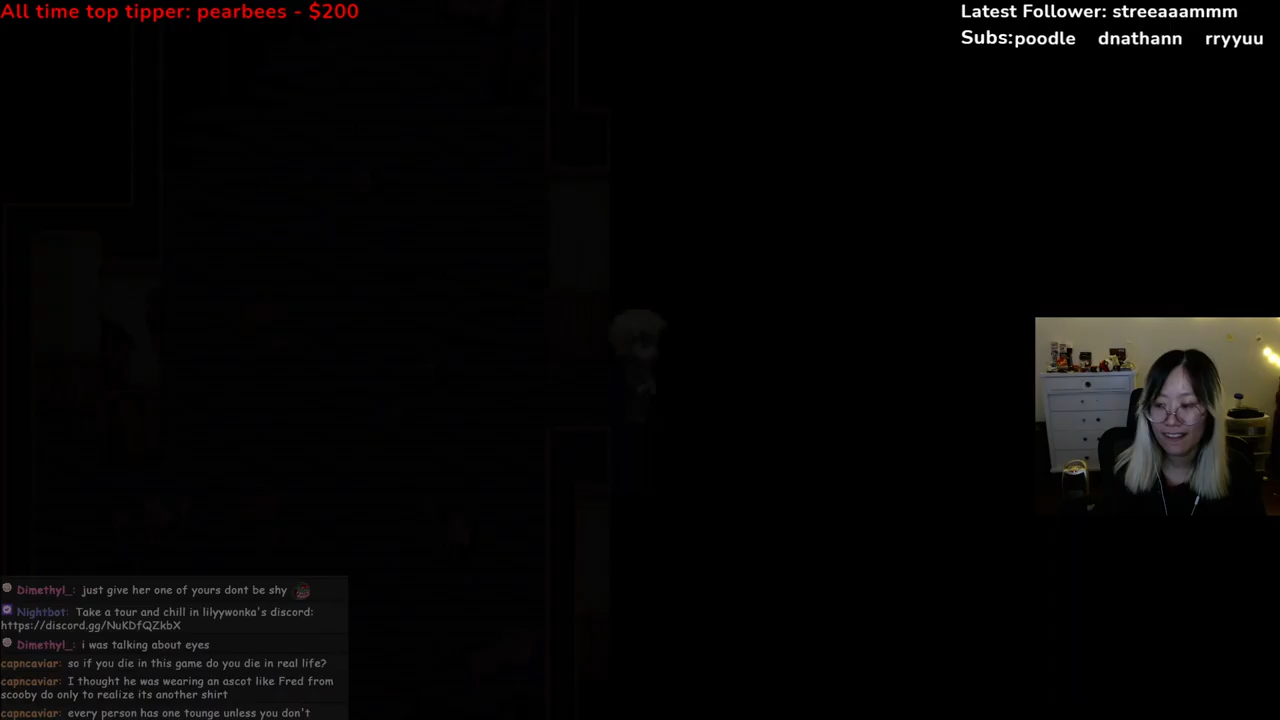 All time top tipper: pearbees - $200
Latest Follower: streeaaammm
Subs: poodle dnathann rryyuu
Dimethyl_: just give her one of yours dont be shy
Nightbot: Take a tour and chill in lilyywonka's discord:
https://discord.gg/NuKDfQZkbX
Dimethyl_: i was talking about eyes
capncaviar: so if you die in this game do you die in real life?
capncaviar: I thought he was wearing an ascot like Fred from
scooby do only to realize its another shirt
capncaviar: every person has one tounge unless you don't